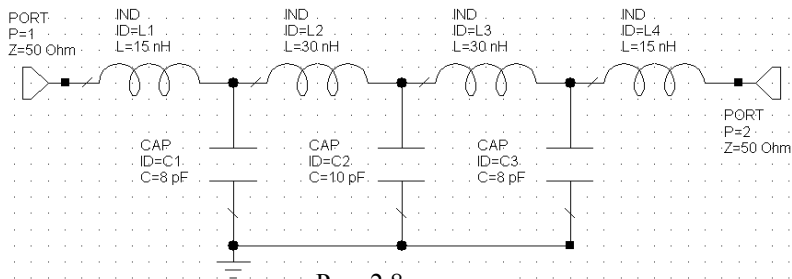 PORT
P=1
Z=50 Ohm
IND
ID=L1
L=15 nH
IND
ID=L2
L=30 nH
IND
ID=L3
L=30 nH
IND
ID=L4
L=15 nH
PORT
P=2
Z=50 Ohm
CAP
ID=C1
C=8 pF
CAP
ID=C2
C=10 pF
CAP
ID=C3
C=8 pF